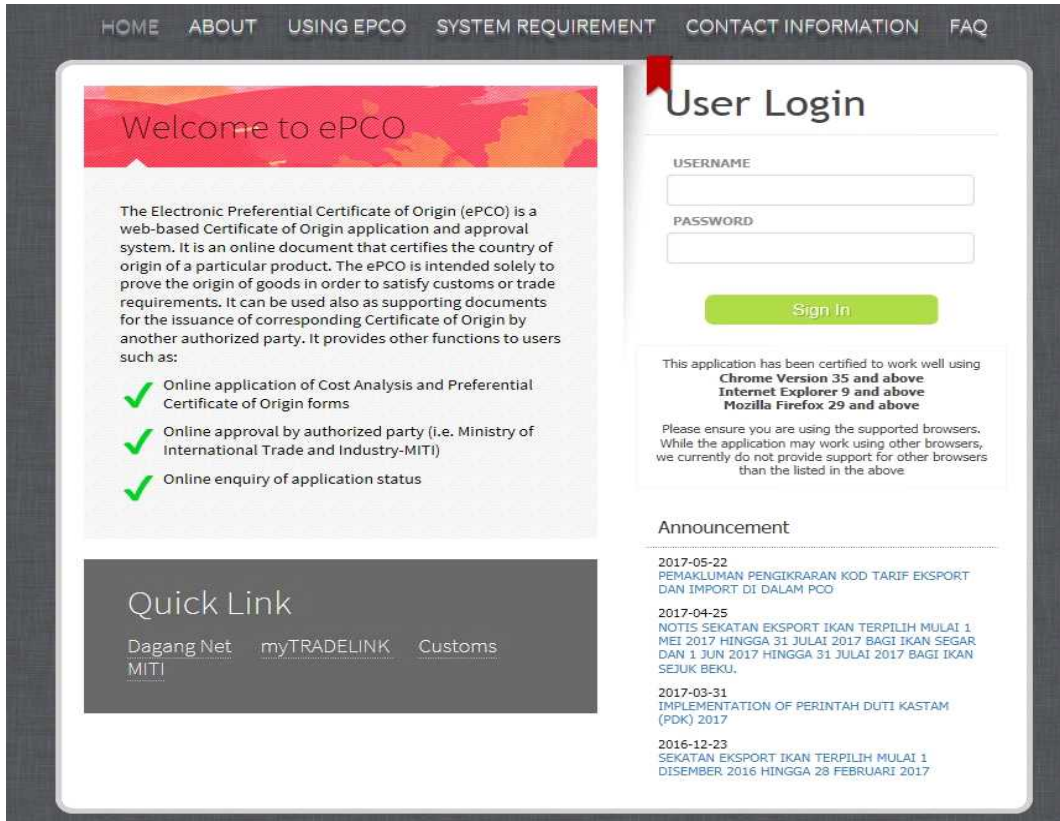 HOME ABOUT USING EPCO SYSTEM REQUIREMENT CONTACT INFORMATION FAQ
Welcome to ePCO
The Electronic Preferential Certificate of Origin (ePCO) is a
web-based Certificate of Origin application and approval
system. It is an online document that certifies the country of
origin of a particular product. The ePCO is intended solely to
prove the origin of goods in order to satisfy customs or trade
requirements. It can be used also as supporting documents
for the issuance of corresponding Certificate of Origin by
another authorized party. It provides other functions to users
such as:
Online application of Cost Analysis and Preferential
Certificate of Origin forms
Online approval by authorized party (i.e. Ministry of
International Trade and Industry-MITI)
Online enquiry of application status
Quick Link
Dagang Net myTRADELINK Customs
MITI
User Login
USERNAME
PASSWORD
Sign In
This application has been certified to work well using
Chrome Version 35 and above
Internet Explorer 9 and above
Mozilla Firefox 29 and above
Please ensure you are using the supported browsers.
While the application may work using other browsers,
we currently do not provide support for other browsers
than the listed in the above
Announcement
2017-05-22
PEMAKLUMAN PENGIKRARAN KOD TARIF EKSPORT
DAN IMPORT DI DALAM PCO
2017-04-25
NOTIS SEKATAN EKSPORT IKAN TERPILIH MULAI 1
MEI 2017 HINGGA 31 JULAI 2017 BAGI IKAN SEGAR
DAN 1 JUN 2017 HINGGA 31 JULAI 2017 BAGI IKAN
SEJUK BEKU.
2017-03-31
IMPLEMENTATION OF PERINTAH DUTI KASTAM
(PDK) 2017
2016-12-23
SEKATAN EKSPORT IKAN TERPILIH MULAI 1
DISEMBER 2016 HINGGA 28 FEBRUARI 2017